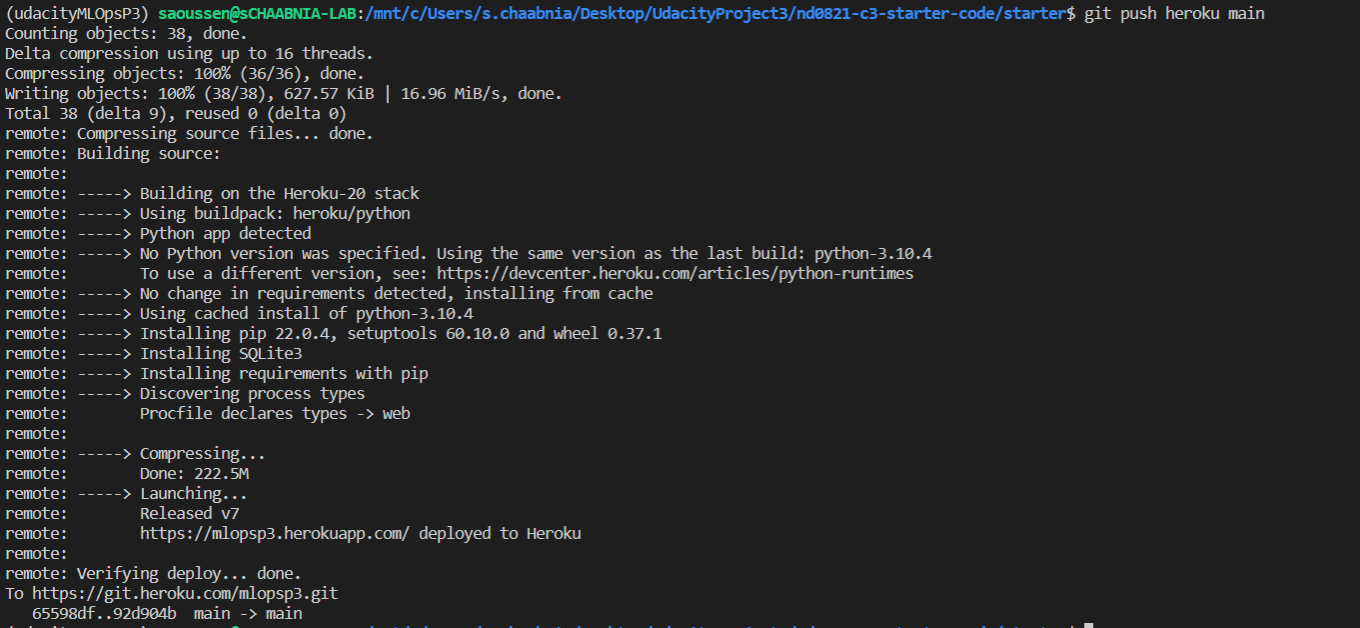 (udacityMLOpsP3) saoussen@sCHAABNIA-LAB:/mnt/c/Users/s.chaabnia/Desktop/UdacityProject3/nd0821-c3-starter-code/starter$ git push heroku main
Counting objects: 38, done.
Delta compression using up to 16 threads.
Compressing objects: 100% (36/36), done.
Writing objects: 100% (38/38), 627.57 KiB | 16.96 MiB/s, done.
Total 38 (delta 9), reused 0 (delta 0)
remote: Compressing source files... done.
remote: Building source:
remote:
remote: -----> Building on the Heroku-20 stack
remote: -----> Using buildpack: heroku/python
remote: -----> Python app detected
remote: -----> No Python version was specified. Using the same version as the last build: python-3.10.4
remote:        To use a different version, see: https://devcenter.heroku.com/articles/python-runtimes
remote: -----> No change in requirements detected, installing from cache
remote: -----> Using cached install of python-3.10.4
remote: -----> Installing pip 22.0.4, setuptools 60.10.0 and wheel 0.37.1
remote: -----> Installing SQLite3
remote: -----> Installing requirements with pip
remote: -----> Discovering process types
remote:        Procfile declares types -> web
remote:
remote: -----> Compressing...
remote:        Done: 222.5M
remote: -----> Launching...
remote:        Released v7
remote:        https://mlopsp3.herokuapp.com/ deployed to Heroku
remote:
remote: Verifying deploy... done.
To https://git.heroku.com/mlopsp3.git
   65598df..92d904b  main -> main